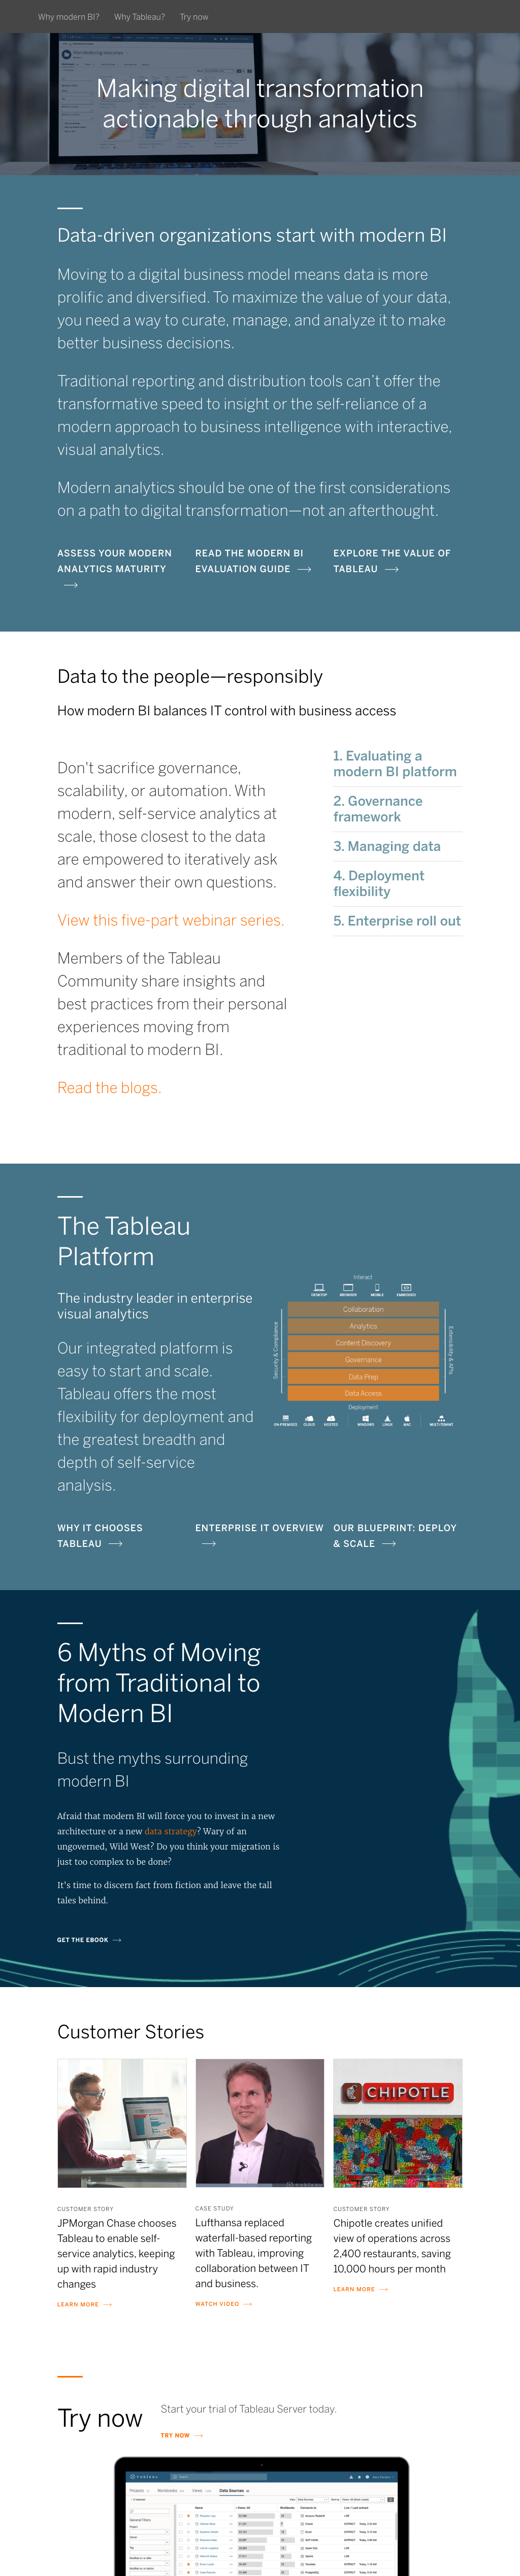 Why modern BI? Why Tableau? Try now
Making digital transformation
actionable through analytics
Data-driven organizations start with modern BI
Moving to a digital business model means data is more
prolific and diversified. To maximize the value of your data,
you need a way to curate, manage, and analyze it to make
better business decisions.
Traditional reporting and distribution tools can't offer the
transformative speed to insight or the self-reliance of a
modern approach to business intelligence with interactive,
visual analytics.
Modern analytics should be one of the first considerations
on a path to digital transformation—not an afterthought.
ASSESS YOUR MODERN
ANALYTICS MATURITY
READ THE MODERN BI
EVALUATION GUIDE
EXPLORE THE VALUE OF
TABLEAU
Data to the people—responsibly
How modern BI balances IT control with business access
Don't sacrifice governance,
scalability, or automation. With
modern, self-service analytics at
scale, those closest to the data
are empowered to iteratively ask
and answer their own questions.
View this five-part webinar series.
Members of the Tableau
Community share insights and
best practices from their personal
experiences moving from
traditional to modern BI.
Read the blogs.
1. Evaluating a
modern BI platform
2. Governance
framework
3. Managing data
4. Deployment
flexibility
5. Enterprise roll out
The Tableau
Platform
The industry leader in enterprise
visual analytics
Our integrated platform is
easy to start and scale.
Tableau offers the most
flexibility for deployment and
the greatest breadth and
depth of self-service
analysis.
Interact
DESKTOP BROWSER MOBILE EMBEDDED
Security & Compliance
Collaboration
Analytics
Content Discovery
Governance
Data Prep
Data Access
Extensibility & APIs
Deployment
ON-PREMISES CLOUD HOSTED WINDOWS LINUX MAC MULTI-TENANT
WHY IT CHOOSES
TABLEAU
ENTERPRISE IT OVERVIEW
OUR BLUEPRINT: DEPLOY
& SCALE
6 Myths of Moving
from Traditional to
Modern BI
Bust the myths surrounding
modern BI
Afraid that modern BI will force you to invest in a new
architecture or a new data strategy? Wary of an
ungoverned, Wild West? Do you think your migration is
just too complex to be done?
It's time to discern fact from fiction and leave the tall
tales behind.
GET THE EBOOK
Customer Stories
CHIPOTLE
CUSTOMER STORY
JPMorgan Chase chooses
Tableau to enable self-
service analytics, keeping
up with rapid industry
changes
LEARN MORE
CASE STUDY
Lufthansa replaced
waterfall-based reporting
with Tableau, improving
collaboration between IT
and business.
WATCH VIDEO
CUSTOMER STORY
Chipotle creates unified
view of operations across
2,400 restaurants, saving
10,000 hours per month
LEARN MORE
Try now
Start your trial of Tableau Server today.
TRY NOW
Projects Workbooks Views Data Sources
General Filters